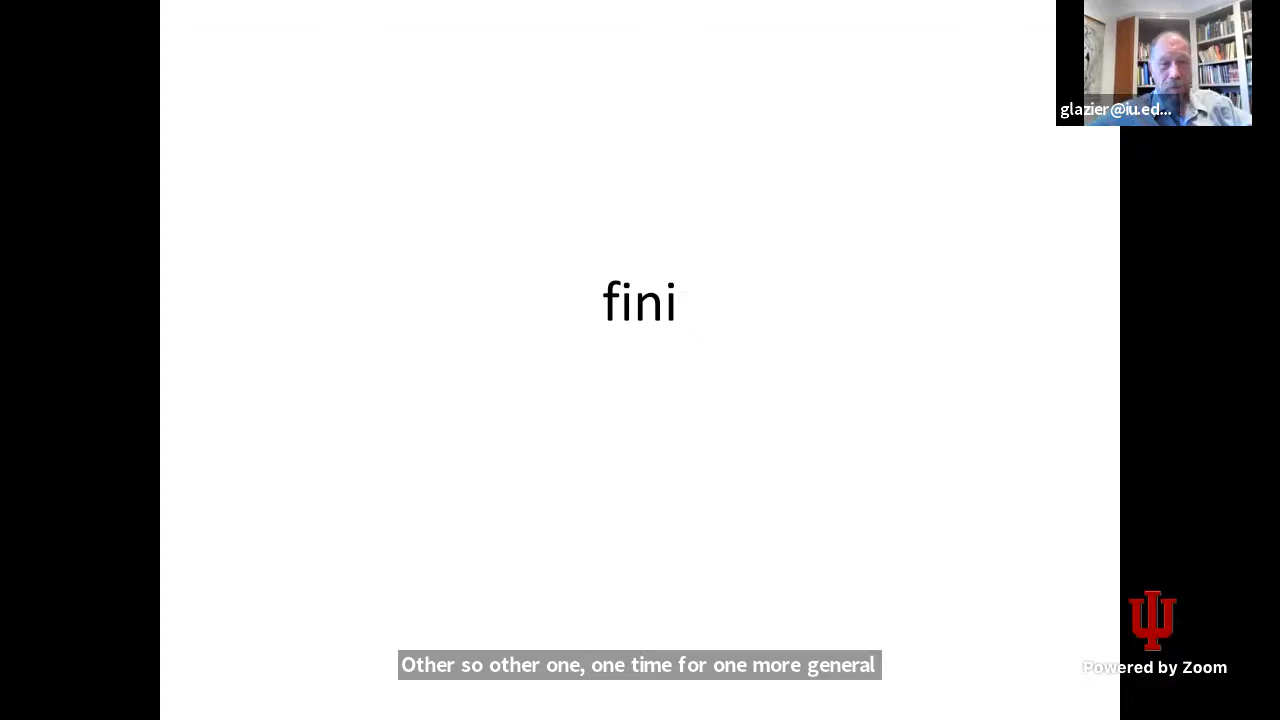 glazier@iu.ed...
fini
Other so other one, one time for one more general
Powered by Zoom